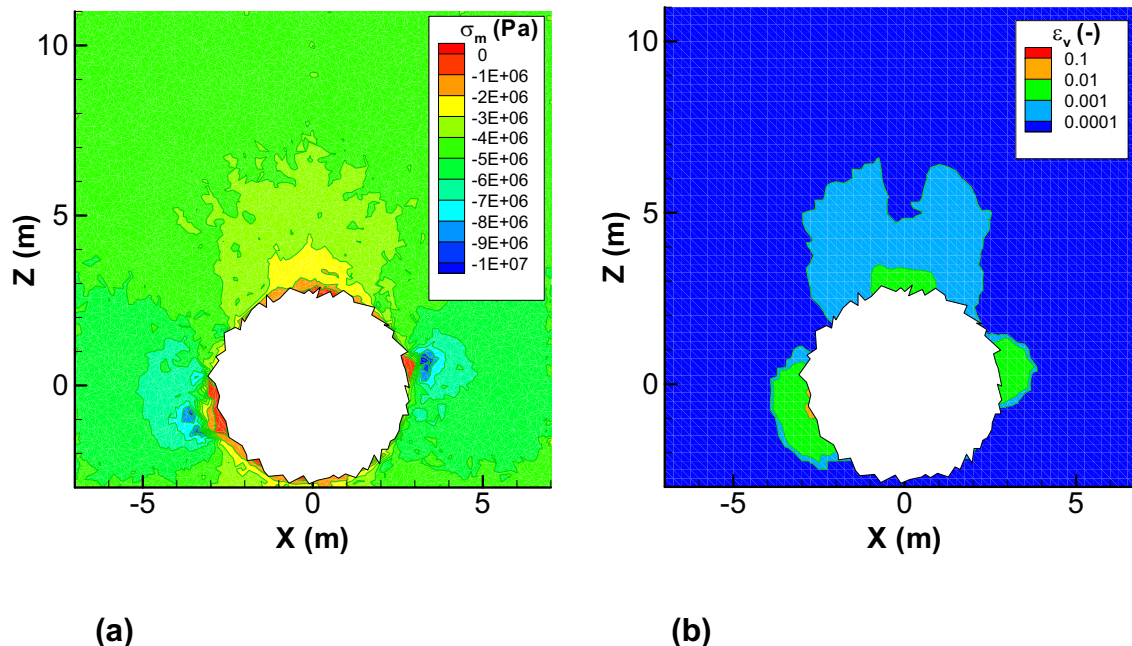 σm (Pa)
0
-1E+06
-2E+06
-3E+06
-4E+06
-5E+06
-6E+06
-7E+06
-8E+06
-9E+06
-1E+07
10
5
0
Z (m)
-5 0 5
X (m)
(a)
εv (-)
0.1
0.01
0.001
0.0001
10
5
0
Z (m)
-5 0 5
X (m)
(b)